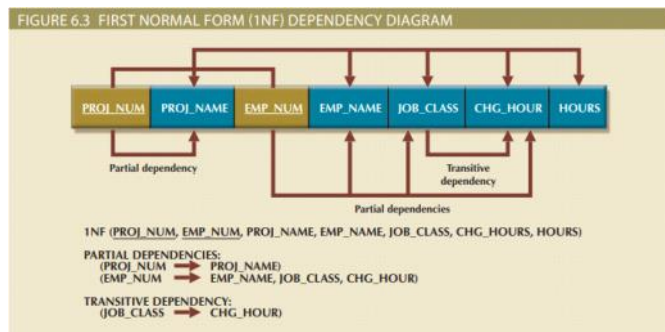 FIGURE 6.3 FIRST NORMAL FORM (1NF) DEPENDENCY DIAGRAM
PROJ_NUM PROJ_NAME EMP_NUM EMP_NAME JOB_CLASS CHG_HOUR HOURS
Partial dependency
Transitive
dependency
Partial dependencies
1NF (PROJ_NUM, EMP_NUM, PROJ_NAME, EMP_NAME, JOB_CLASS, CHG_HOURS, HOURS)
PARTIAL DEPENDENCIES:
(PROJ_NUM → PROJ_NAME)
(EMP_NUM → EMP_NAME, JOB_CLASS, CHG_HOUR)
TRANSITIVE DEPENDENCY:
(JOB_CLASS → CHG_HOUR)